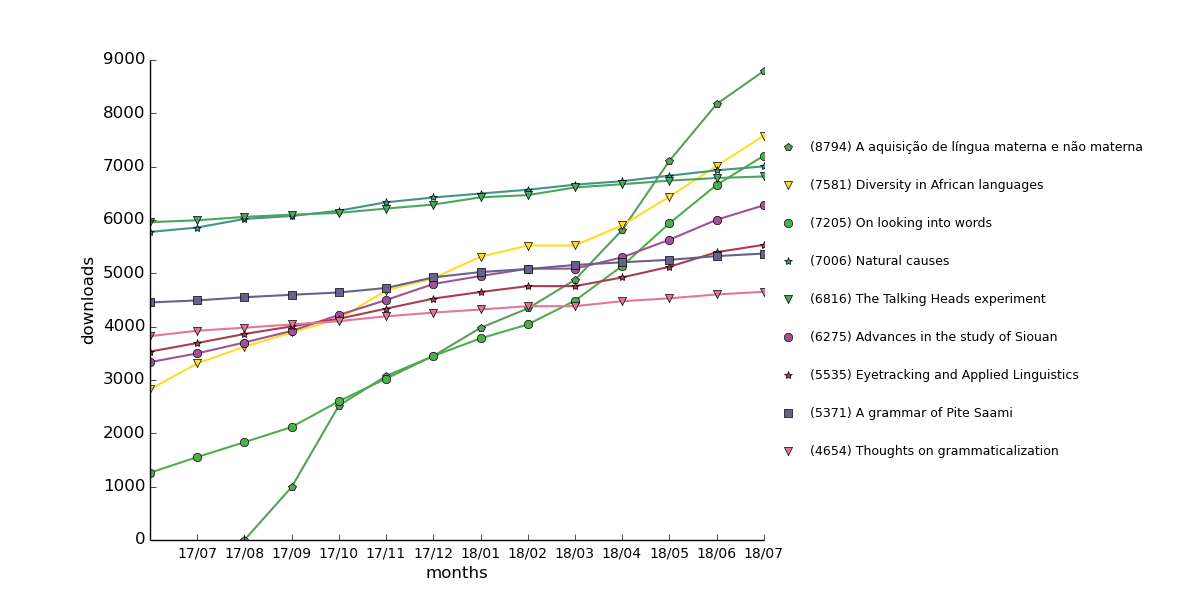 9000
8000
7000
6000
5000
4000
3000
2000
1000
0
downloads
17/07 17/08 17/09 17/10 17/11 17/12 18/01 18/02 18/03 18/04 18/05 18/06 18/07
months
(8794) A aquisição de língua materna e não materna
(7581) Diversity in African languages
(7205) On looking into words
(7006) Natural causes
(6816) The Talking Heads experiment
(6275) Advances in the study of Siouan
(5535) Eyetracking and Applied Linguistics
(5371) A grammar of Pite Saami
(4654) Thoughts on grammaticalization